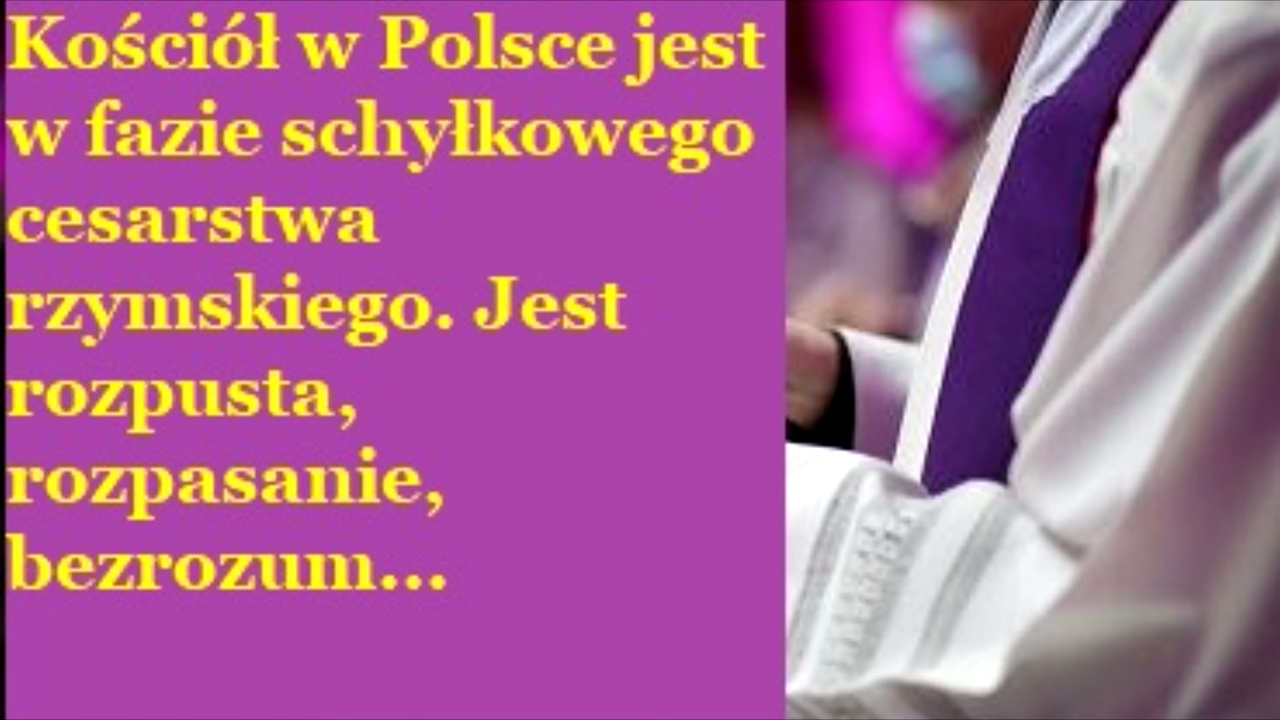 Kościół w Polsce jest
w fazie schyłkowego
cesarstwa
rzymskiego. Jest
rozpusta,
rozpasanie,
bezrozum...